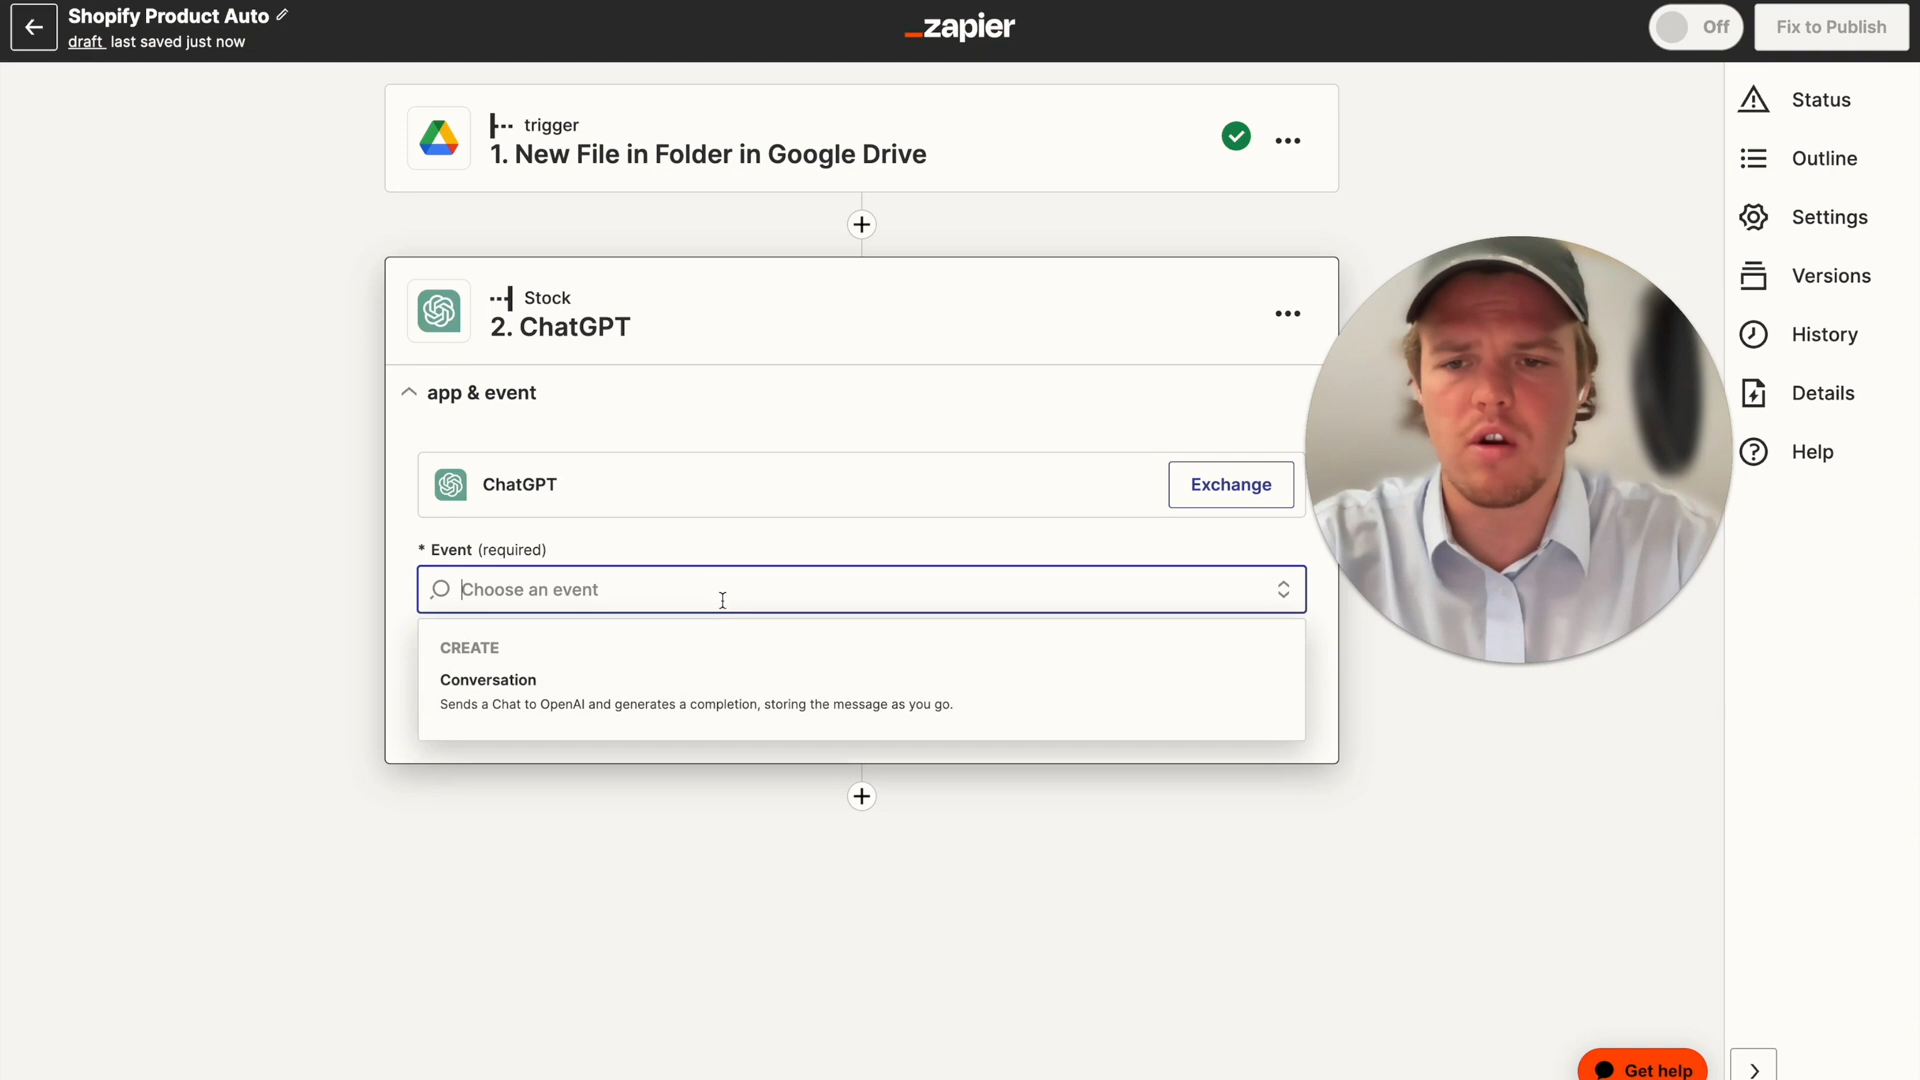 Shopify Product Auto
draft last saved just now
zapier
Off
Fix to Publish
trigger
1. New File in Folder in Google Drive
Stock
2. ChatGPT
app & event
ChatGPT
Exchange
* Event (required)
Choose an event
CREATE
Conversation
Sends a Chat to OpenAI and generates a completion, storing the message as you go.
Status
Outline
Settings
Versions
History
Details
Help
Get help